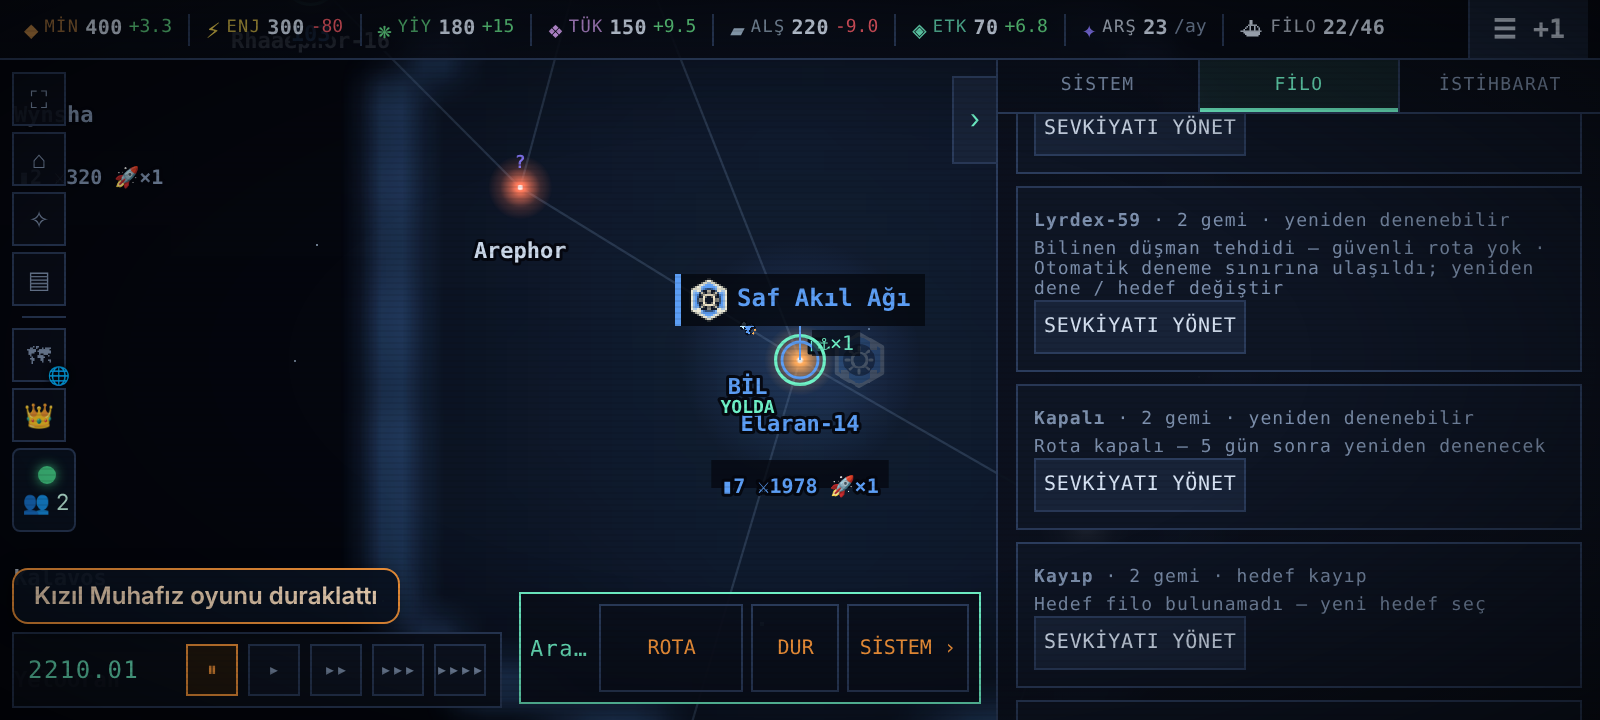 MİN 400 +3.3 ENJ 300 -80 YİY 180 +15 TÜK 150 +9.5 ALŞ 220 -9.0 ETK 70 +6.8 ARŞ 23 /ay FİLO 22/46 ☰ +1
SİSTEM FİLO İSTİHBARAT
SEVKİYATI YÖNET
Wynsha
320 🚀×1
?
Arephor
›
Saf Akıl Ağı
×1
BİL
YOLDA
Elaran-14
7 ⚔1978 🚀×1
Lyrdex-59 · 2 gemi · yeniden denenebilir
Bilinen düşman tehdidi — güvenli rota yok ·
Otomatik deneme sınırına ulaşıldı; yeniden
dene / hedef değiştir
SEVKİYATI YÖNET
Kapalı · 2 gemi · yeniden denenebilir
Rota kapalı — 5 gün sonra yeniden denenecek
SEVKİYATI YÖNET
Kayıp · 2 gemi · hedef kayıp
Hedef filo bulunamadı — yeni hedef seç
SEVKİYATI YÖNET
👥 2
Kızıl Muhafız oyunu duraklattı
2210.01
Ara… ROTA DUR SİSTEM ›